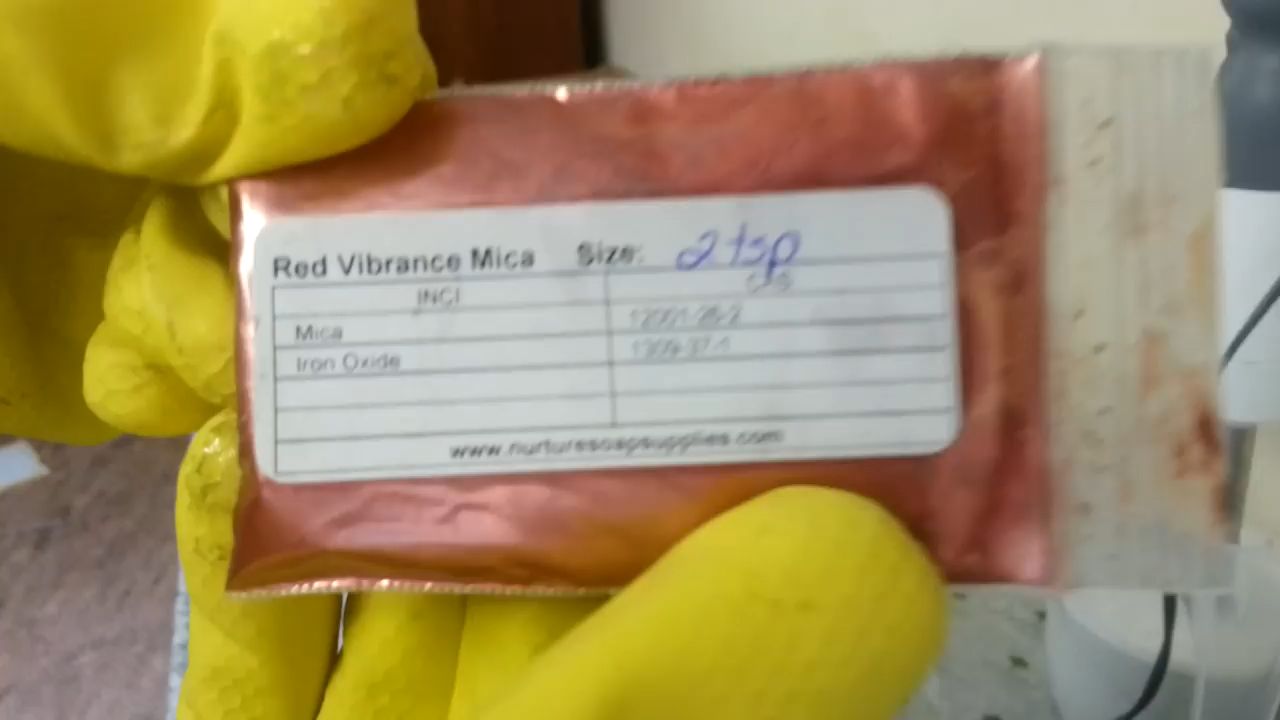 Red Vibrance Mica Size: 2 tsp
INCI CAS
Mica 12001-26-2
Iron Oxide 1309-37-1
www.nurturesoapsupplies.com